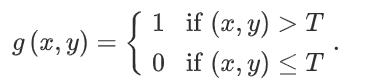 g (x, y) = { 1 if (x, y) > T
0 if (x, y) ≤ T .